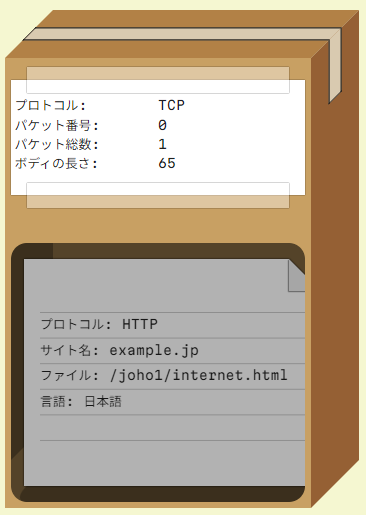 プロトコル: TCP
パケット番号: 0
パケット総数: 1
ボディの長さ: 65
プロトコル: HTTP
サイト名: example.jp
ファイル: /joho1/internet.html
言語: 日本語